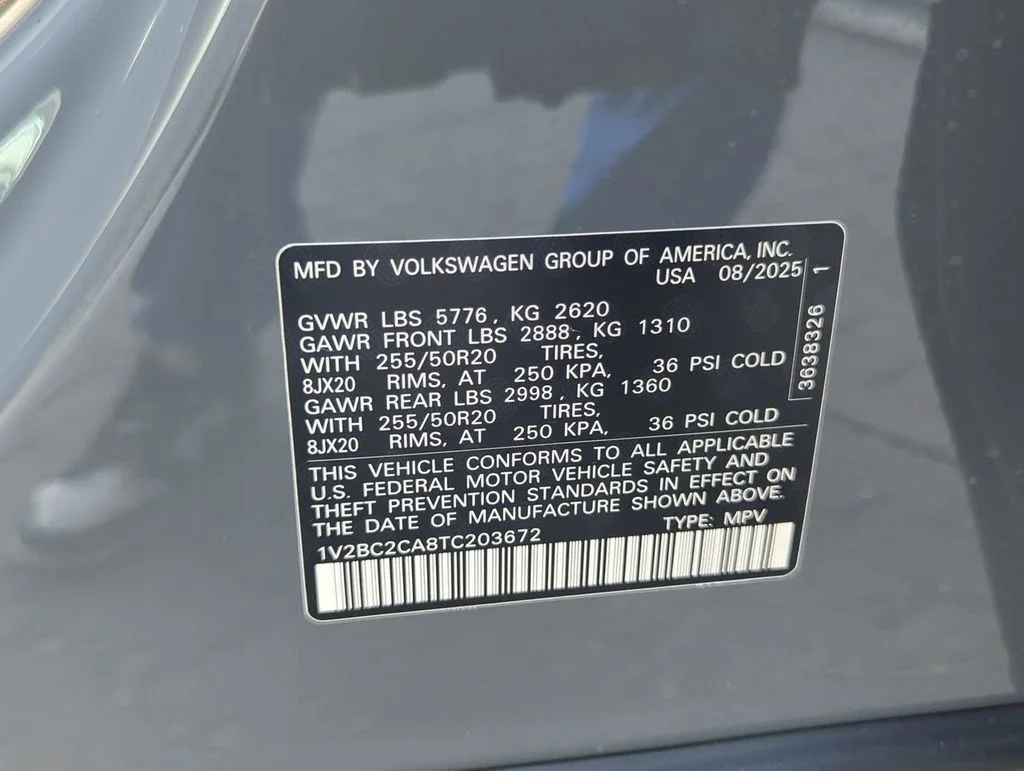 MFD BY VOLKSWAGEN GROUP OF AMERICA, INC.
USA 08/2025
GVWR LBS 5776, KG 2620
GAWR FRONT LBS 2888, KG 1310
WITH 255/50R20 TIRES,
8JX20 RIMS, AT 250 KPA, 36 PSI COLD
GAWR REAR LBS 2998, KG 1360
WITH 255/50R20 TIRES,
8JX20 RIMS, AT 250 KPA, 36 PSI COLD
THIS VEHICLE CONFORMS TO ALL APPLICABLE
U.S. FEDERAL MOTOR VEHICLE SAFETY AND
THEFT PREVENTION STANDARDS IN EFFECT ON
THE DATE OF MANUFACTURE SHOWN ABOVE.
1V2BC2CA8TC203672 TYPE: MPV
3638326 1